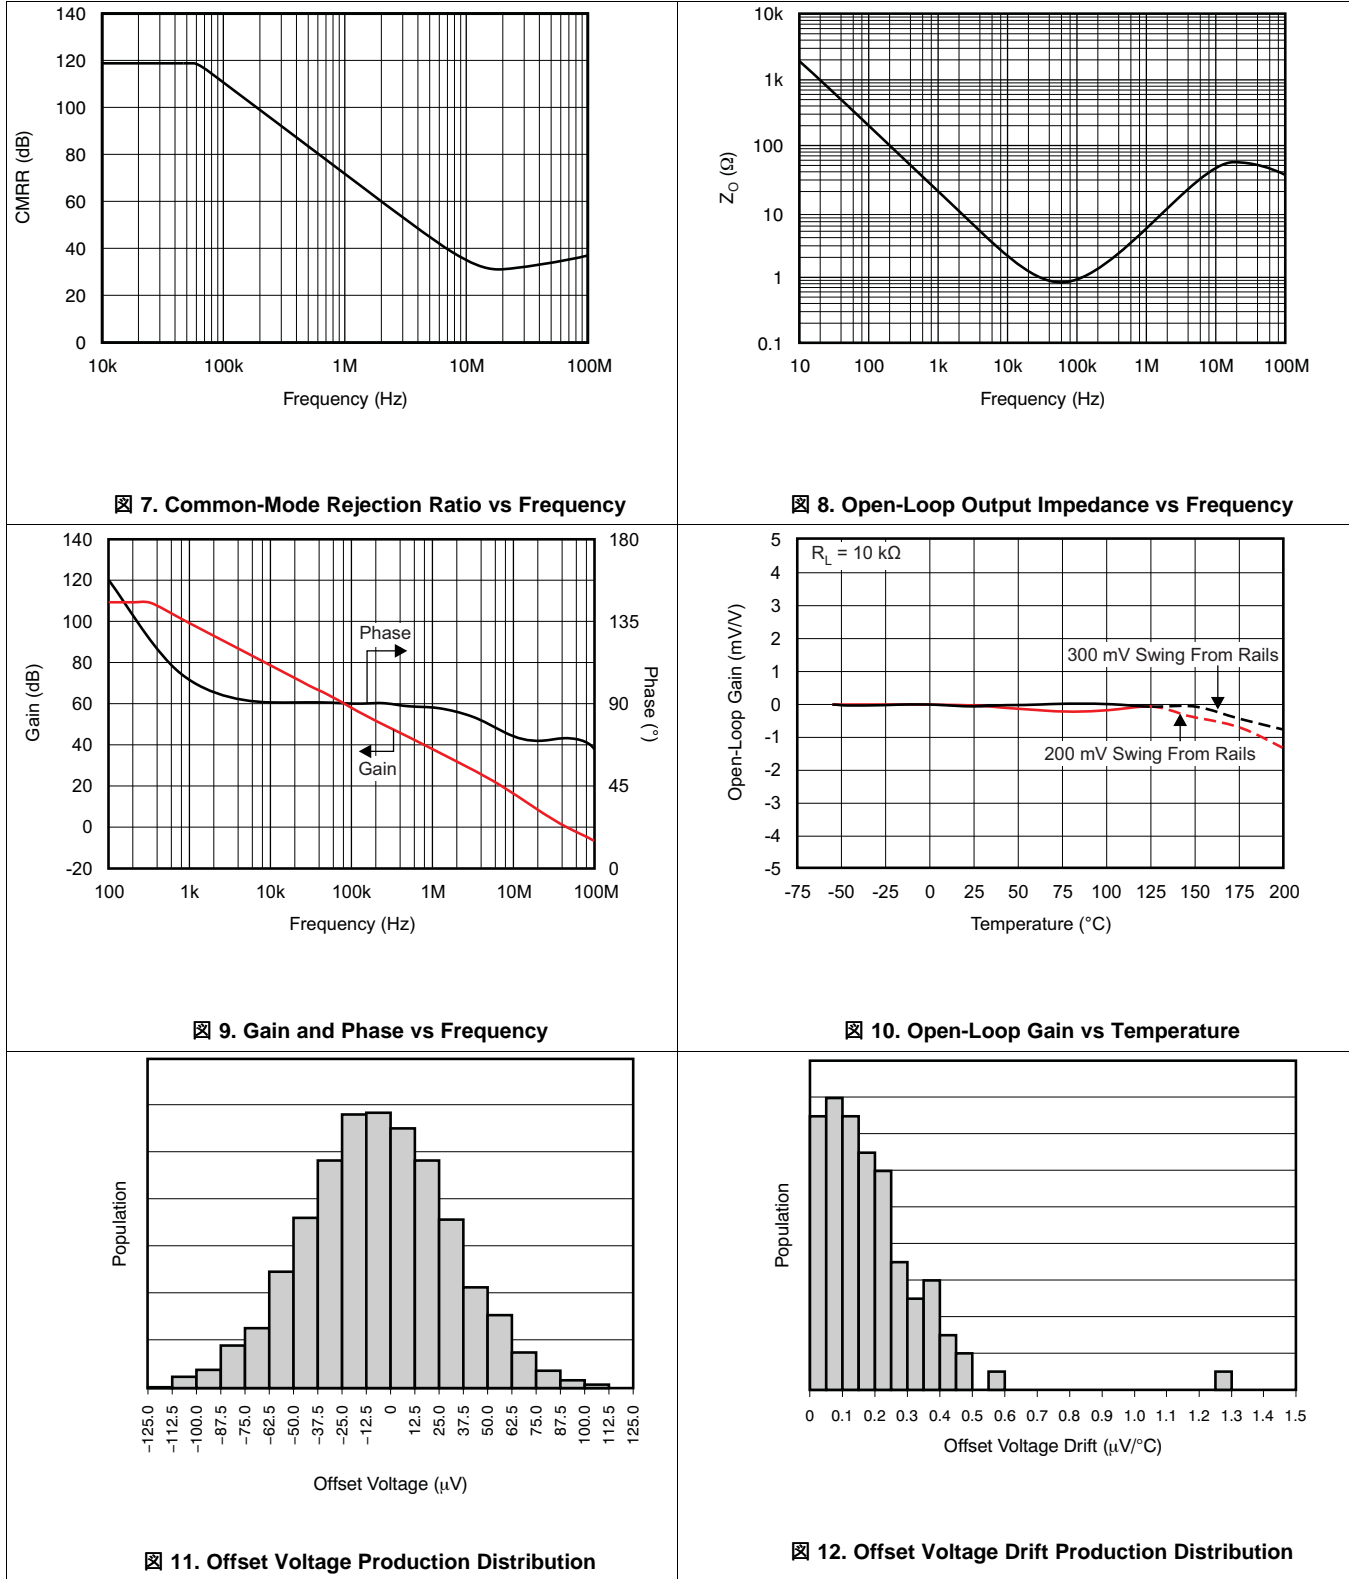 140
120
100
80
60
40
20
0
CMRR (dB)
10k
100k
1M
10M
100M
Frequency (Hz)
図 7. Common-Mode Rejection Ratio vs Frequency
10k
1k
100
10
1
0.1
Z_O (Ω)
10
100
1k
10k
100k
1M
10M
100M
Frequency (Hz)
図 8. Open-Loop Output Impedance vs Frequency
140
120
100
80
60
40
20
0
-20
Gain (dB)
180
135
90
45
0
Phase (°)
Phase
Gain
100
1k
10k
100k
1M
10M
100M
Frequency (Hz)
図 9. Gain and Phase vs Frequency
5
4
3
2
1
0
-1
-2
-3
-4
-5
Open-Loop Gain (mV/V)
R_L = 10 kΩ
300 mV Swing From Rails
200 mV Swing From Rails
-75
-50
-25
0
25
50
75
100
125
150
175
200
Temperature (°C)
図 10. Open-Loop Gain vs Temperature
Population
–125.0
–112.5
–100.0
–87.5
–75.0
–62.5
–50.0
–37.5
–25.0
–12.5
0
12.5
25.0
37.5
50.0
62.5
75.0
87.5
100.0
112.5
125.0
Offset Voltage (μV)
図 11. Offset Voltage Production Distribution
Population
0
0.1
0.2
0.3
0.4
0.5
0.6
0.7
0.8
0.9
1.0
1.1
1.2
1.3
1.4
1.5
Offset Voltage Drift (μV/°C)
図 12. Offset Voltage Drift Production Distribution